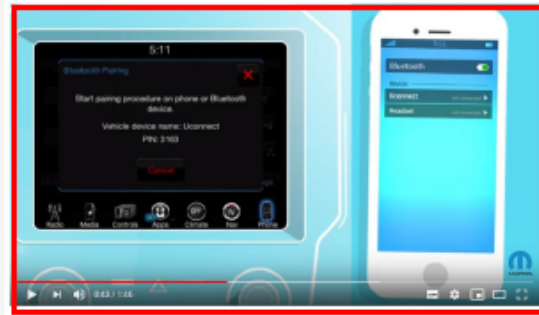 5:11
Bluetooth Pairing
Start pairing procedure on phone or Bluetooth
device.
Vehicle device name: Uconnect
PIN: 3163
Cancel
Radio Media Controls Apps Climate Nav Phone
Bluetooth
Devices
Uconnect
Headset
0:43 / 1:46